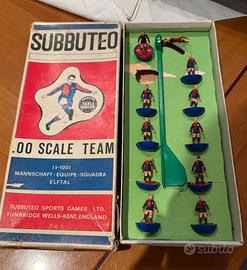 SUBBUTEO
TABLE
SOCCER
.00 SCALE TEAM
(1-100)
MANNSCHAFT-EQUIPE-SQUADRA
ELFTAL
SUBBUTEO SPORTS GAMES LTD.
TUNBRIDGE WELLS-KENT, ENGLAND
subito